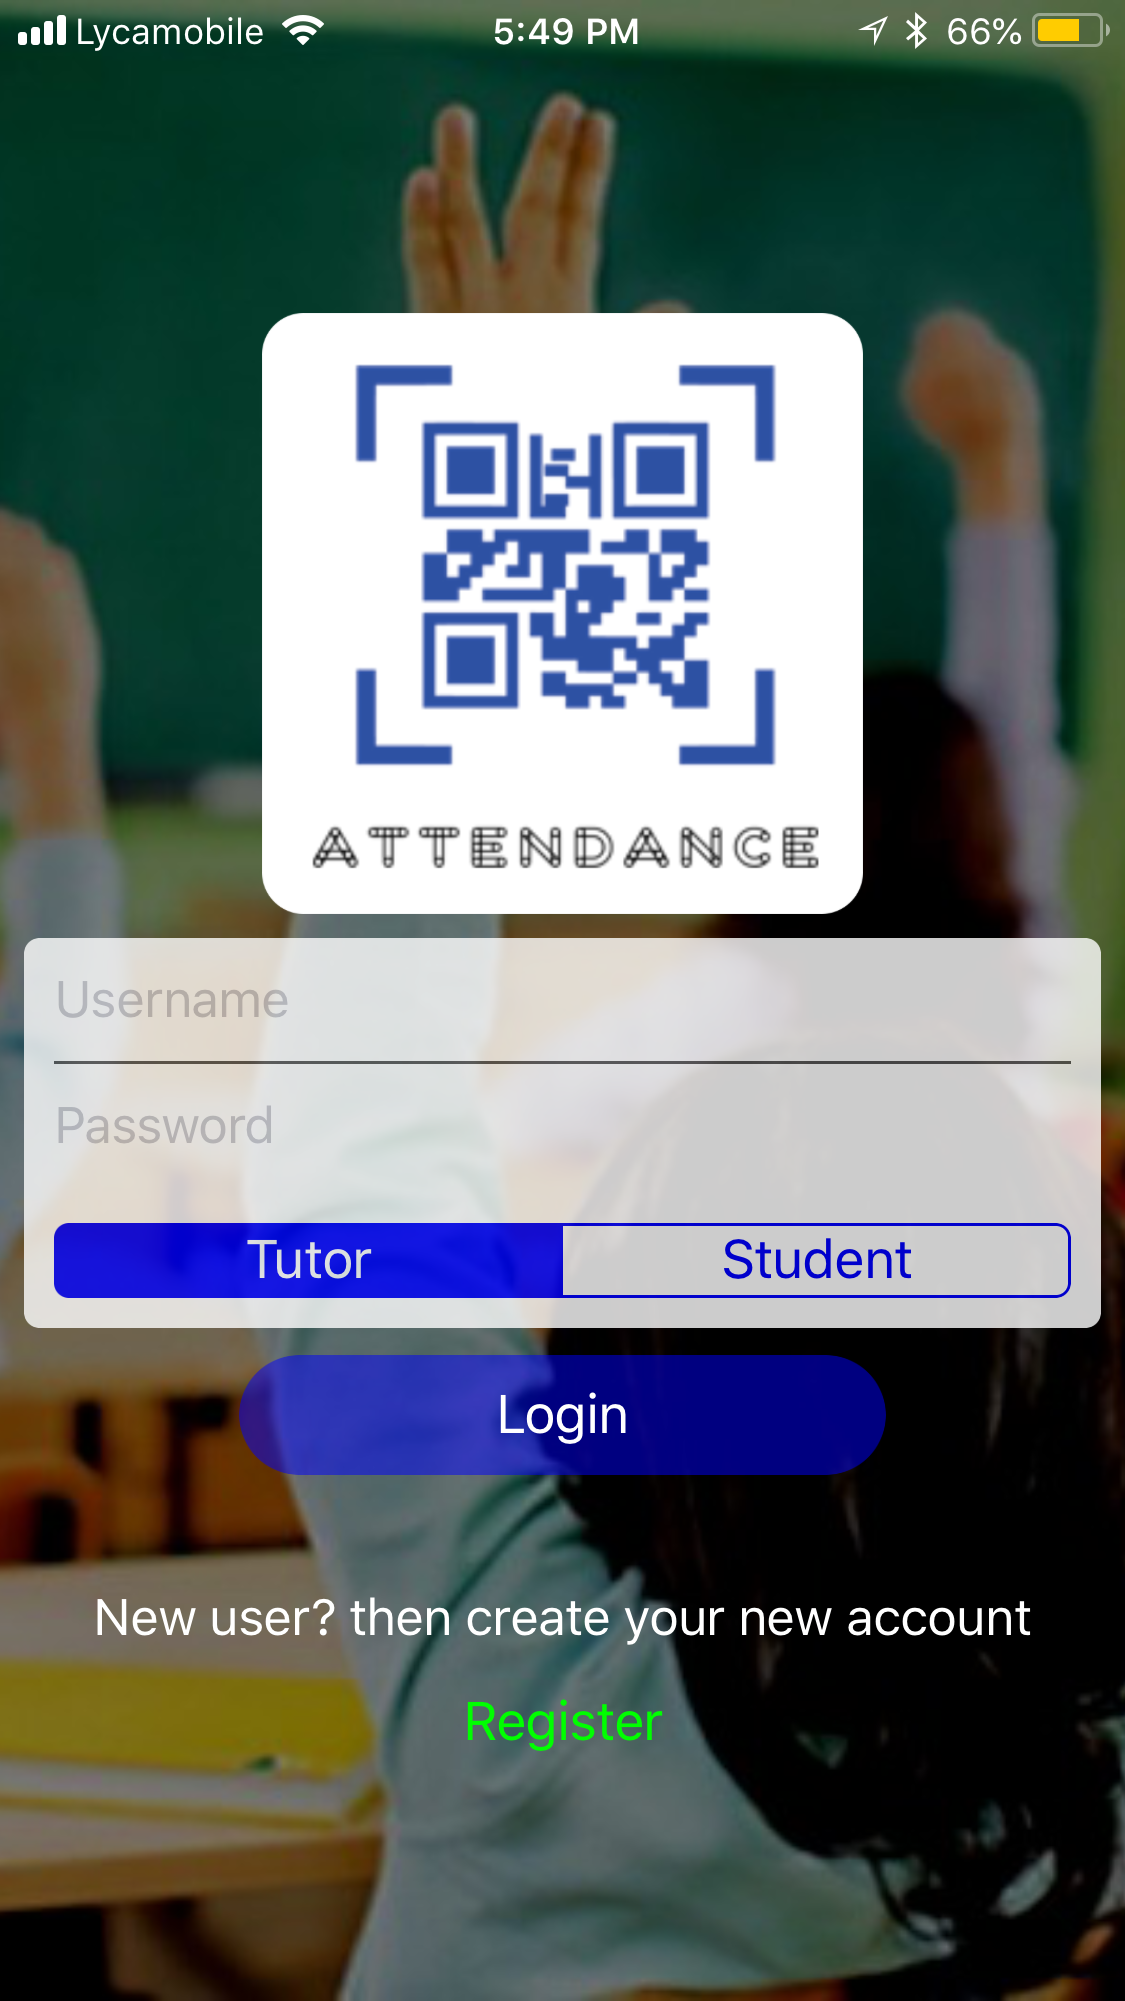 Lycamobile 5:49 PM 66%
ATTENDANCE
Username
Password
Tutor Student
Login
New user? then create your new account
Register